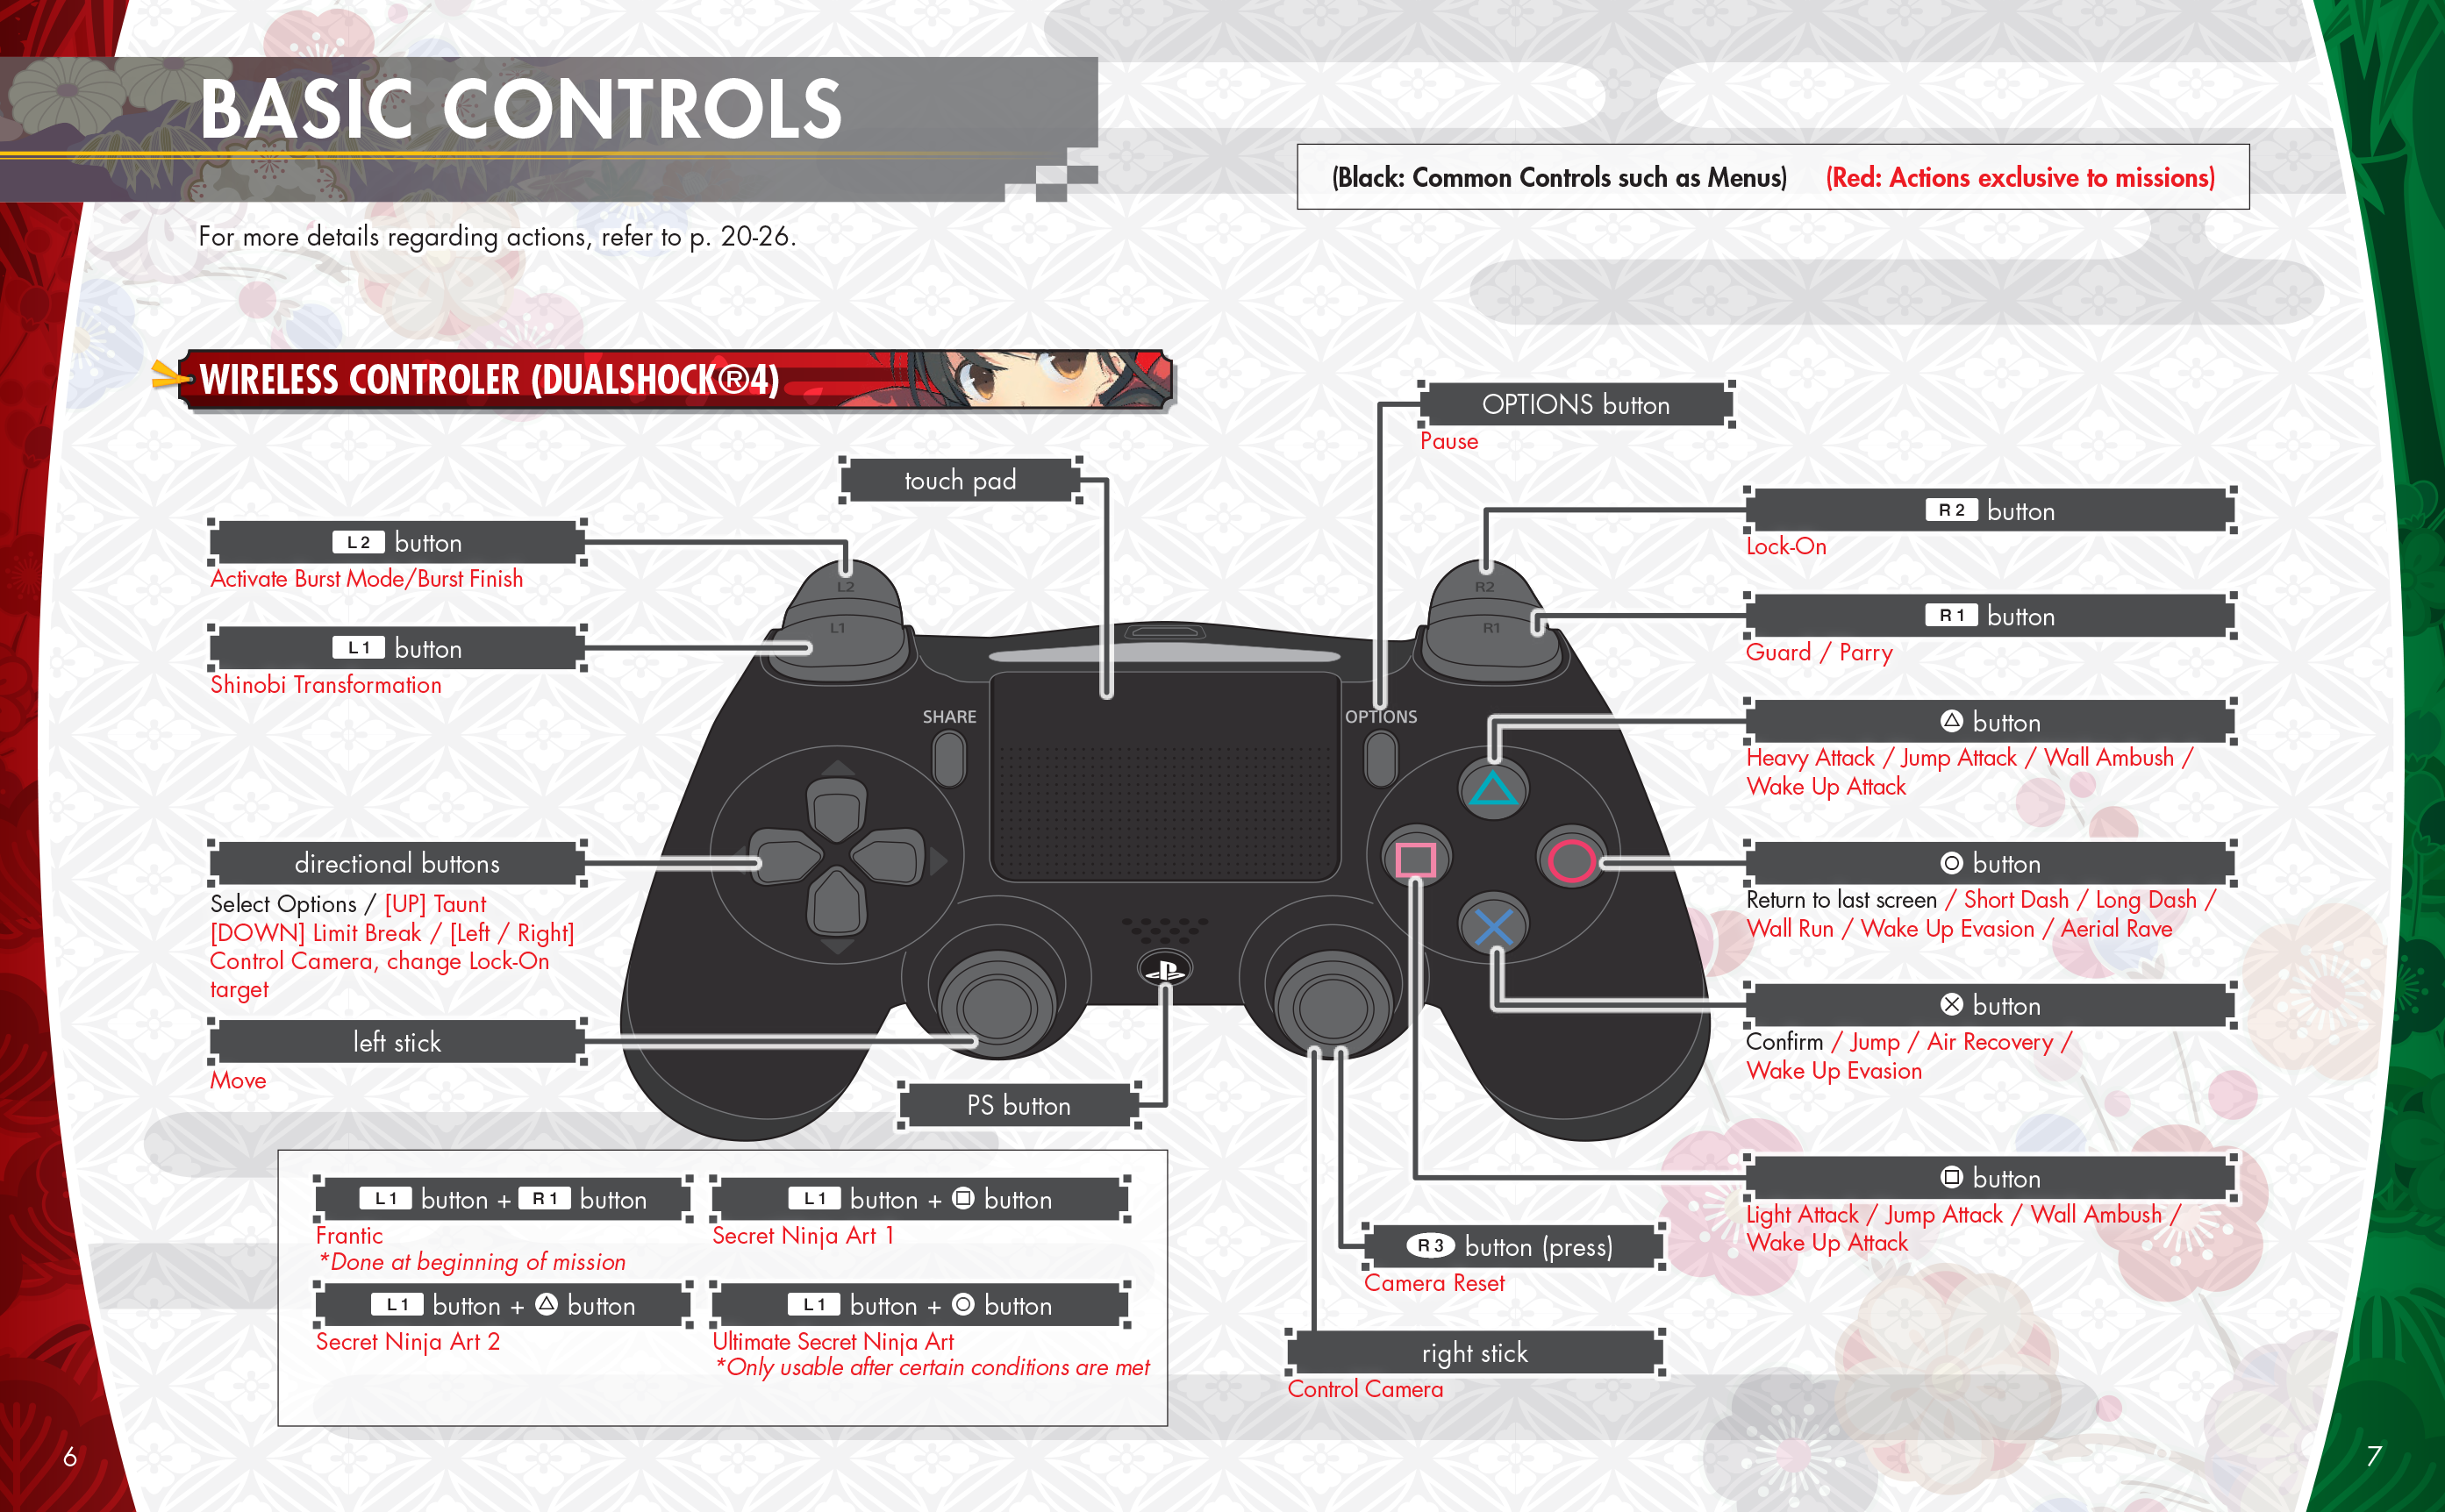 BASIC CONTROLS
(Black: Common Controls such as Menus) (Red: Actions exclusive to missions)
For more details regarding actions, refer to p. 20-26.
WIRELESS CONTROLER (DUALSHOCK®4)
touch pad
L2 button
Activate Burst Mode/Burst Finish
L1 button
Shinobi Transformation
directional buttons
Select Options / [UP] Taunt
[DOWN] Limit Break / [Left / Right]
Control Camera, change Lock-On
target
left stick
Move
PS button
L2
L1
SHARE
OPTIONS
R2
R1
OPTIONS button
Pause
R2 button
Lock-On
R1 button
Guard / Parry
△ button
Heavy Attack / Jump Attack / Wall Ambush /
Wake Up Attack
○ button
Return to last screen / Short Dash / Long Dash /
Wall Run / Wake Up Evasion / Aerial Rave
× button
Confirm / Jump / Air Recovery /
Wake Up Evasion
□ button
Light Attack / Jump Attack / Wall Ambush /
Wake Up Attack
R3 button (press)
Camera Reset
right stick
Control Camera
L1 button + R1 button
Frantic
*Done at beginning of mission
L1 button + □ button
Secret Ninja Art 1
L1 button + △ button
Secret Ninja Art 2
L1 button + ○ button
Ultimate Secret Ninja Art
*Only usable after certain conditions are met
6
7